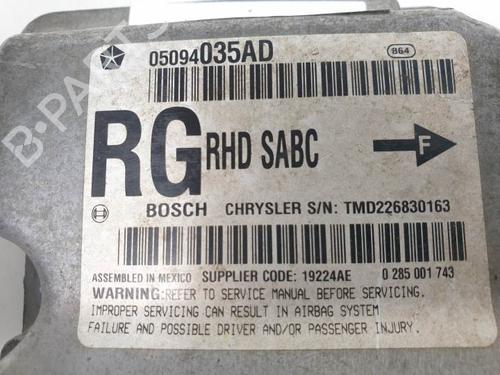 05094035AD
864
RG RHD SABC F
BOSCH CHRYSLER S/N: TMD226830163
ASSEMBLED IN MEXICO SUPPLIER CODE: 19224AE 0 285 001 743
WARNING:REFER TO SERVICE MANUAL BEFORE SERVICING.
IMPROPER SERVICING CAN RESULT IN AIRBAG SYSTEM
FAILURE AND POSSIBLE DRIVER AND/OR PASSENGER INJURY.
B-PARTS